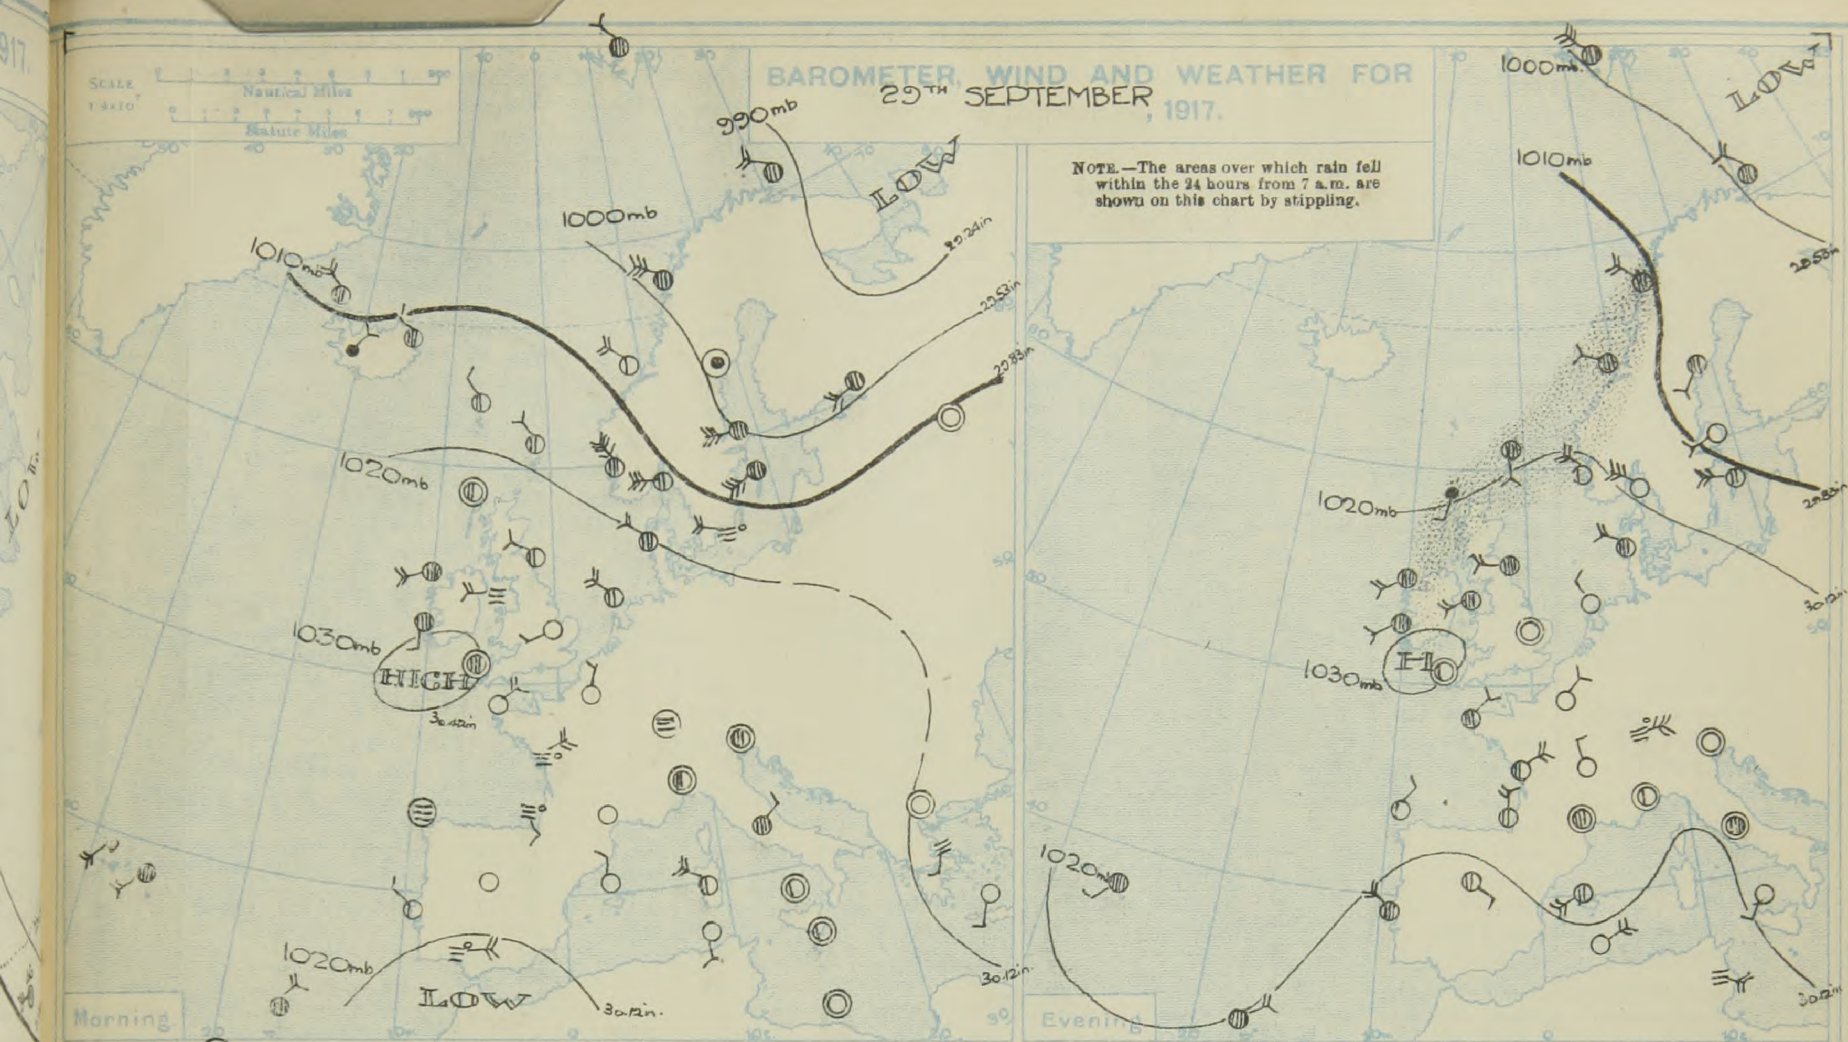 1917.
LOW
SCALE
Nautical Miles
Statute Miles
BAROMETER, WIND AND WEATHER FOR
29TH SEPTEMBER, 1917.
NOTE.—The areas over which rain fell
within the 24 hours from 7 a.m. are
shown on this chart by stippling.
990mb
LOW
29.24in
1000mb
29.53in
1010mb
29.83in
1020mb
1030mb
HIGH
1020mb
LOW
30.12in.
30.12in.
Morning
1000mb.
LOW
29.53in
1010mb
29.83in
1020mb
30.12in
1030mb
H
1020mb
30.12in
Evening